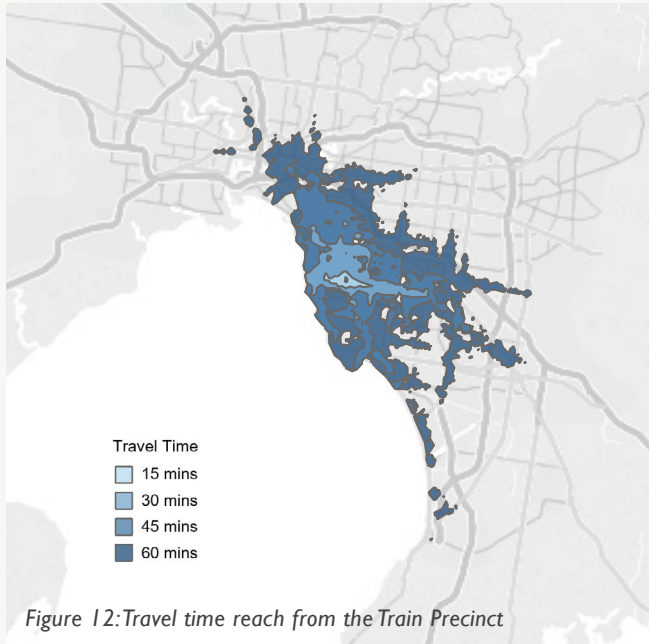 Travel Time
15 mins
30 mins
45 mins
60 mins
Figure 12: Travel time reach from the Train Precinct